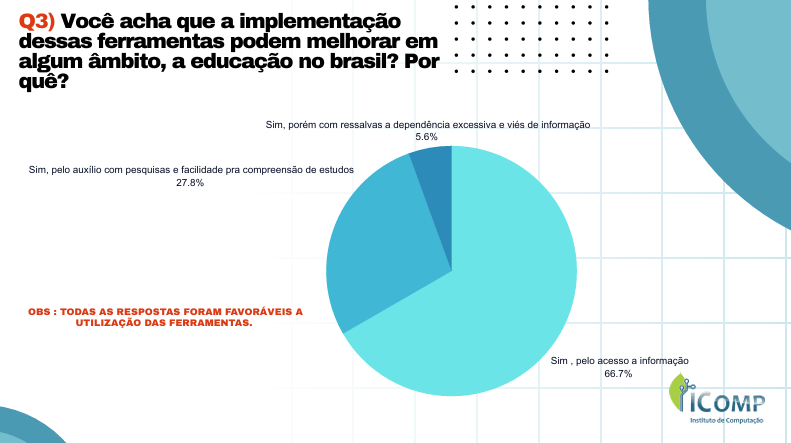 Q3) Você acha que a implementação
dessas ferramentas podem melhorar em
algum âmbito, a educação no brasil? Por
quê?
Sim, porém com ressalvas a dependência excessiva e viés de informação
5.6%
Sim, pelo auxílio com pesquisas e facilidade pra compreensão de estudos
27.8%
OBS : TODAS AS RESPOSTAS FORAM FAVORÁVEIS A
UTILIZAÇÃO DAS FERRAMENTAS.
Sim , pelo acesso a informação
66.7%
ICOMP
Instituto de Computação